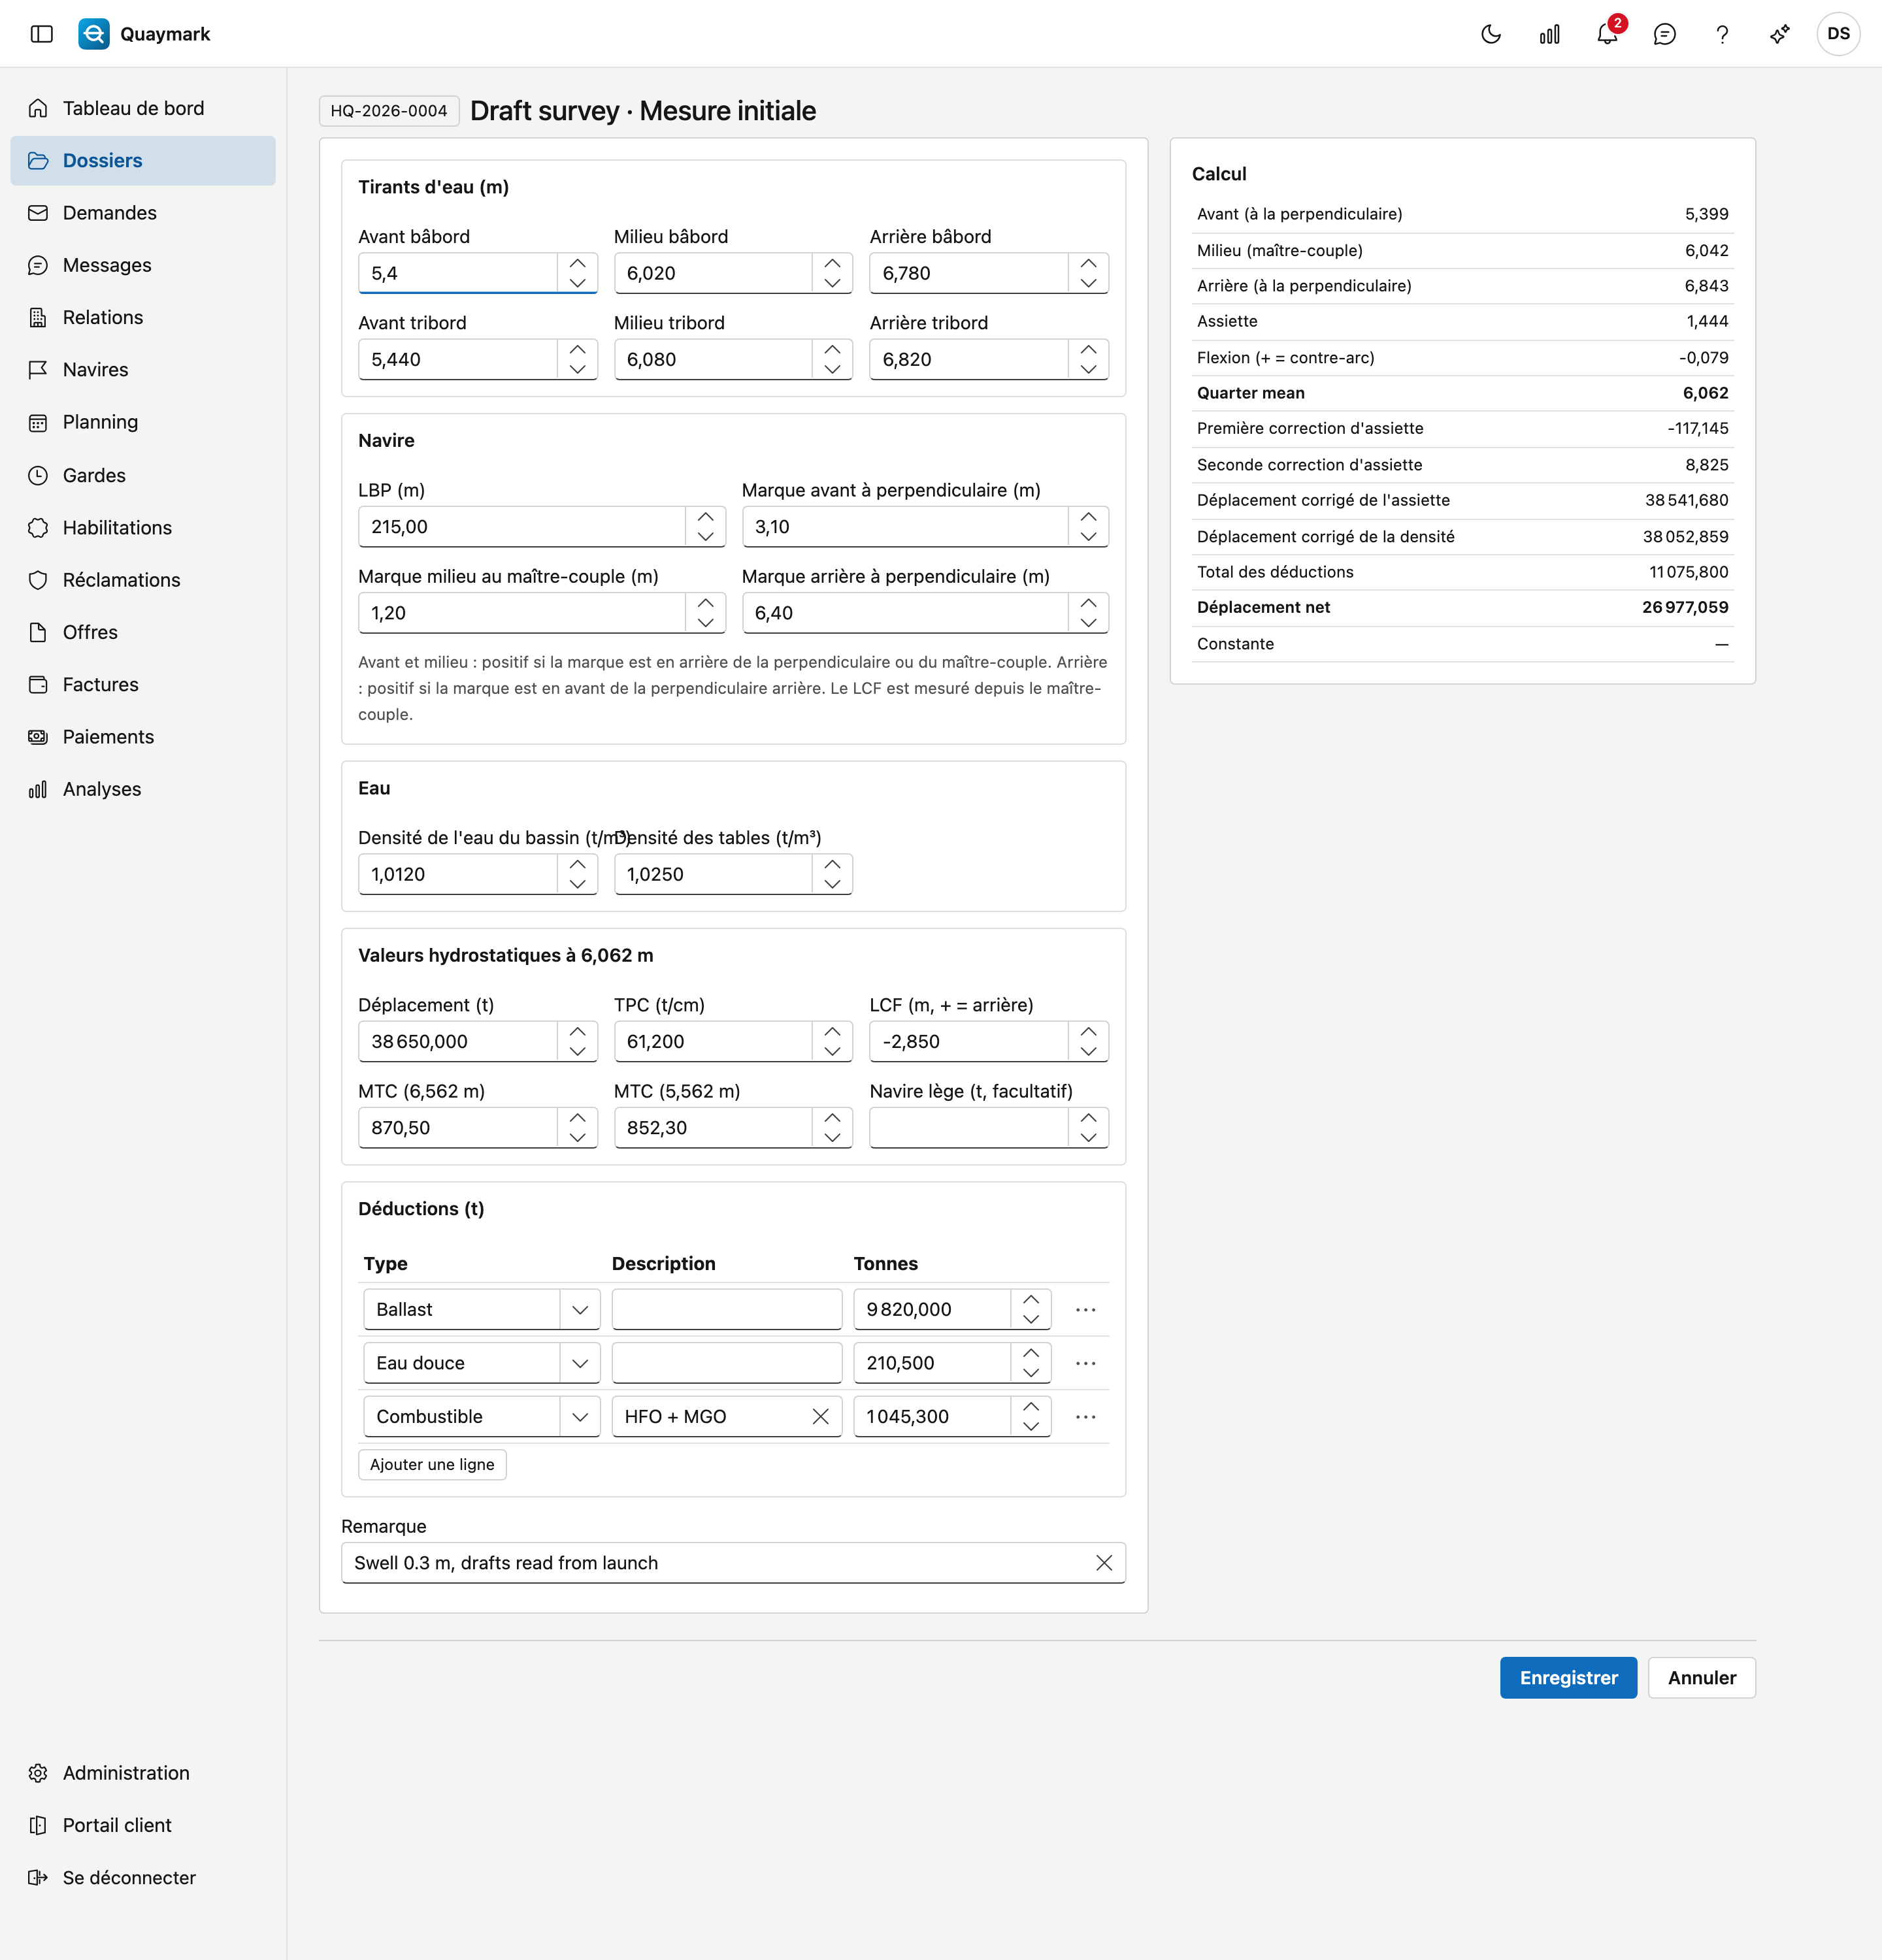 Quaymark
2
DS
Tableau de bord
Dossiers
Demandes
Messages
Relations
Navires
Planning
Gardes
Habilitations
Réclamations
Offres
Factures
Paiements
Analyses
Administration
Portail client
Se déconnecter
HQ-2026-0004 Draft survey · Mesure initiale
Tirants d'eau (m)
Avant bâbord Milieu bâbord Arrière bâbord
5,4 6,020 6,780
Avant tribord Milieu tribord Arrière tribord
5,440 6,080 6,820
Navire
LBP (m) Marque avant à perpendiculaire (m)
215,00 3,10
Marque milieu au maître-couple (m) Marque arrière à perpendiculaire (m)
1,20 6,40
Avant et milieu : positif si la marque est en arrière de la perpendiculaire ou du maître-couple. Arrière
: positif si la marque est en avant de la perpendiculaire arrière. Le LCF est mesuré depuis le maître-
couple.
Eau
Densité de l'eau du bassin (t/m³) Densité des tables (t/m³)
1,0120 1,0250
Valeurs hydrostatiques à 6,062 m
Déplacement (t) TPC (t/cm) LCF (m, + = arrière)
38 650,000 61,200 -2,850
MTC (6,562 m) MTC (5,562 m) Navire lège (t, facultatif)
870,50 852,30
Déductions (t)
Type Description Tonnes
Ballast 9 820,000
Eau douce 210,500
Combustible HFO + MGO 1 045,300
Ajouter une ligne
Remarque
Swell 0.3 m, drafts read from launch
Calcul
Avant (à la perpendiculaire) 5,399
Milieu (maître-couple) 6,042
Arrière (à la perpendiculaire) 6,843
Assiette 1,444
Flexion (+ = contre-arc) -0,079
Quarter mean 6,062
Première correction d'assiette -117,145
Seconde correction d'assiette 8,825
Déplacement corrigé de l'assiette 38 541,680
Déplacement corrigé de la densité 38 052,859
Total des déductions 11 075,800
Déplacement net 26 977,059
Constante —
Enregistrer Annuler